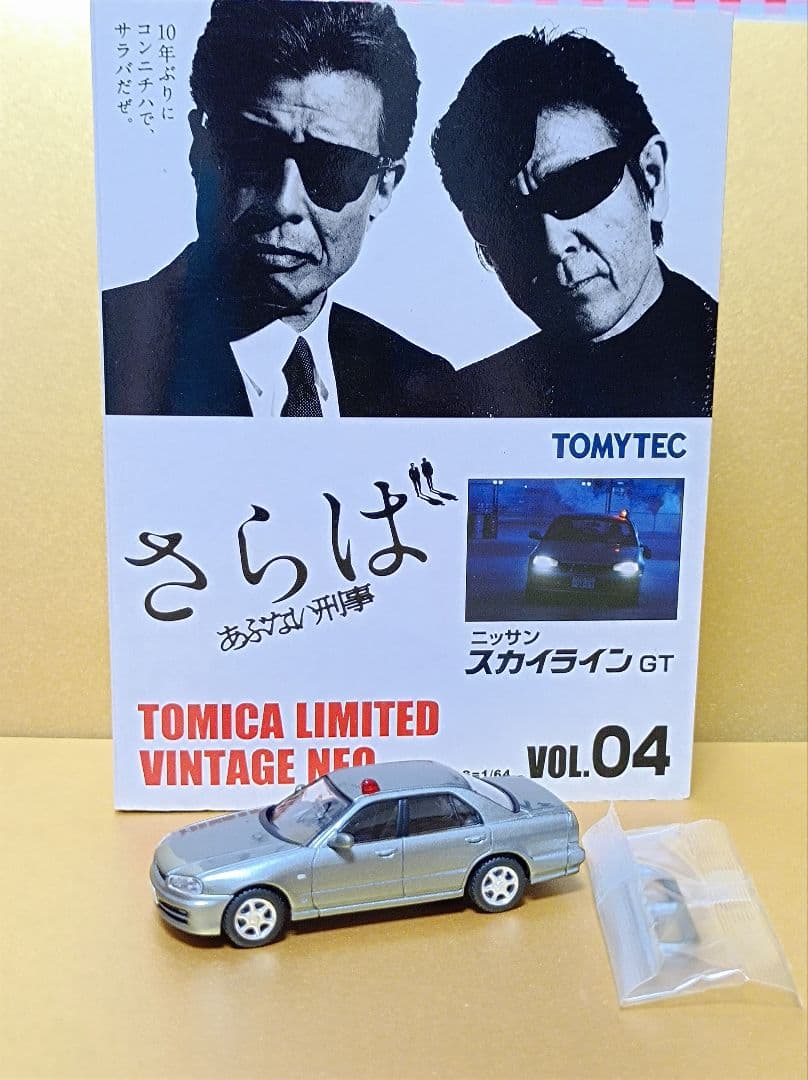 10年ぶりに
コンニチハで、
サラバだぜ。
TOMYTEC
さらば
あぶない刑事
ニッサン
スカイライン GT
TOMICA LIMITED
VINTAGE NEO
S=1/64
VOL.04